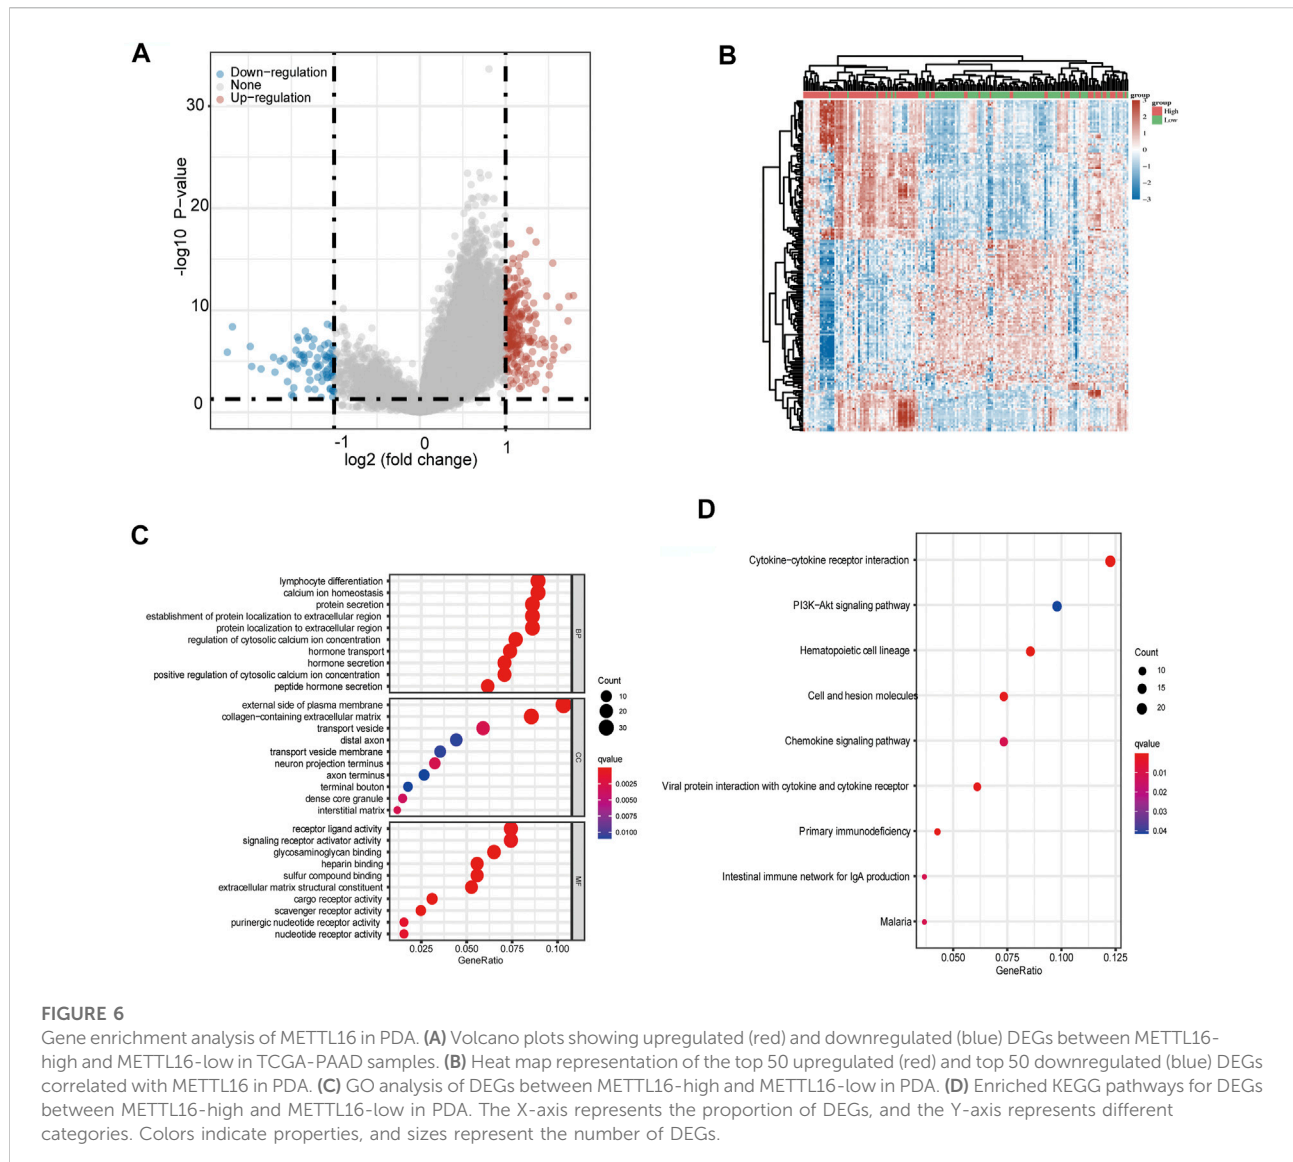 A
Down-regulation
None
Up-regulation
30
20
10
0
-log10 P-value
-1
0
1
log2 (fold change)
B
group
3
2
1
0
-1
-2
-3
group
High
Low
C
lymphocyte differentiation
calcium ion homeostasis
protein secretion
establishment of protein localization to extracellular region
protein localization to extracellular region
regulation of cytosolic calcium ion concentration
hormone transport
hormone secretion
positive regulation of cytosolic calcium ion concentration
peptide hormone secretion
BP
external side of plasma membrane
collagen-containing extracellular matrix
transport vesicle
distal axon
transport vesicle membrane
neuron projection terminus
axon terminus
terminal bouton
dense core granule
interstitial matrix
CC
receptor ligand activity
signaling receptor activator activity
glycosaminoglycan binding
heparin binding
sulfur compound binding
extracellular matrix structural constituent
cargo receptor activity
scavenger receptor activity
purinergic nucleotide receptor activity
nucleotide receptor activity
MF
0.025
0.050
0.075
0.100
GeneRatio
Count
10
20
30
qvalue
0.0025
0.0050
0.0075
0.0100
D
Cytokine-cytokine receptor interaction
PI3K-Akt signaling pathway
Hematopoietic cell lineage
Cell and hesion molecules
Chemokine signaling pathway
Viral protein interaction with cytokine and cytokine receptor
Primary immunodeficiency
Intestinal immune network for IgA production
Malaria
0.050
0.075
0.100
0.125
GeneRatio
Count
10
15
20
qvalue
0.01
0.02
0.03
0.04
FIGURE 6
Gene enrichment analysis of METTL16 in PDA. (A) Volcano plots showing upregulated (red) and downregulated (blue) DEGs between METTL16-
high and METTL16-low in TCGA-PAAD samples. (B) Heat map representation of the top 50 upregulated (red) and top 50 downregulated (blue) DEGs
correlated with METTL16 in PDA. (C) GO analysis of DEGs between METTL16-high and METTL16-low in PDA. (D) Enriched KEGG pathways for DEGs
between METTL16-high and METTL16-low in PDA. The X-axis represents the proportion of DEGs, and the Y-axis represents different
categories. Colors indicate properties, and sizes represent the number of DEGs.